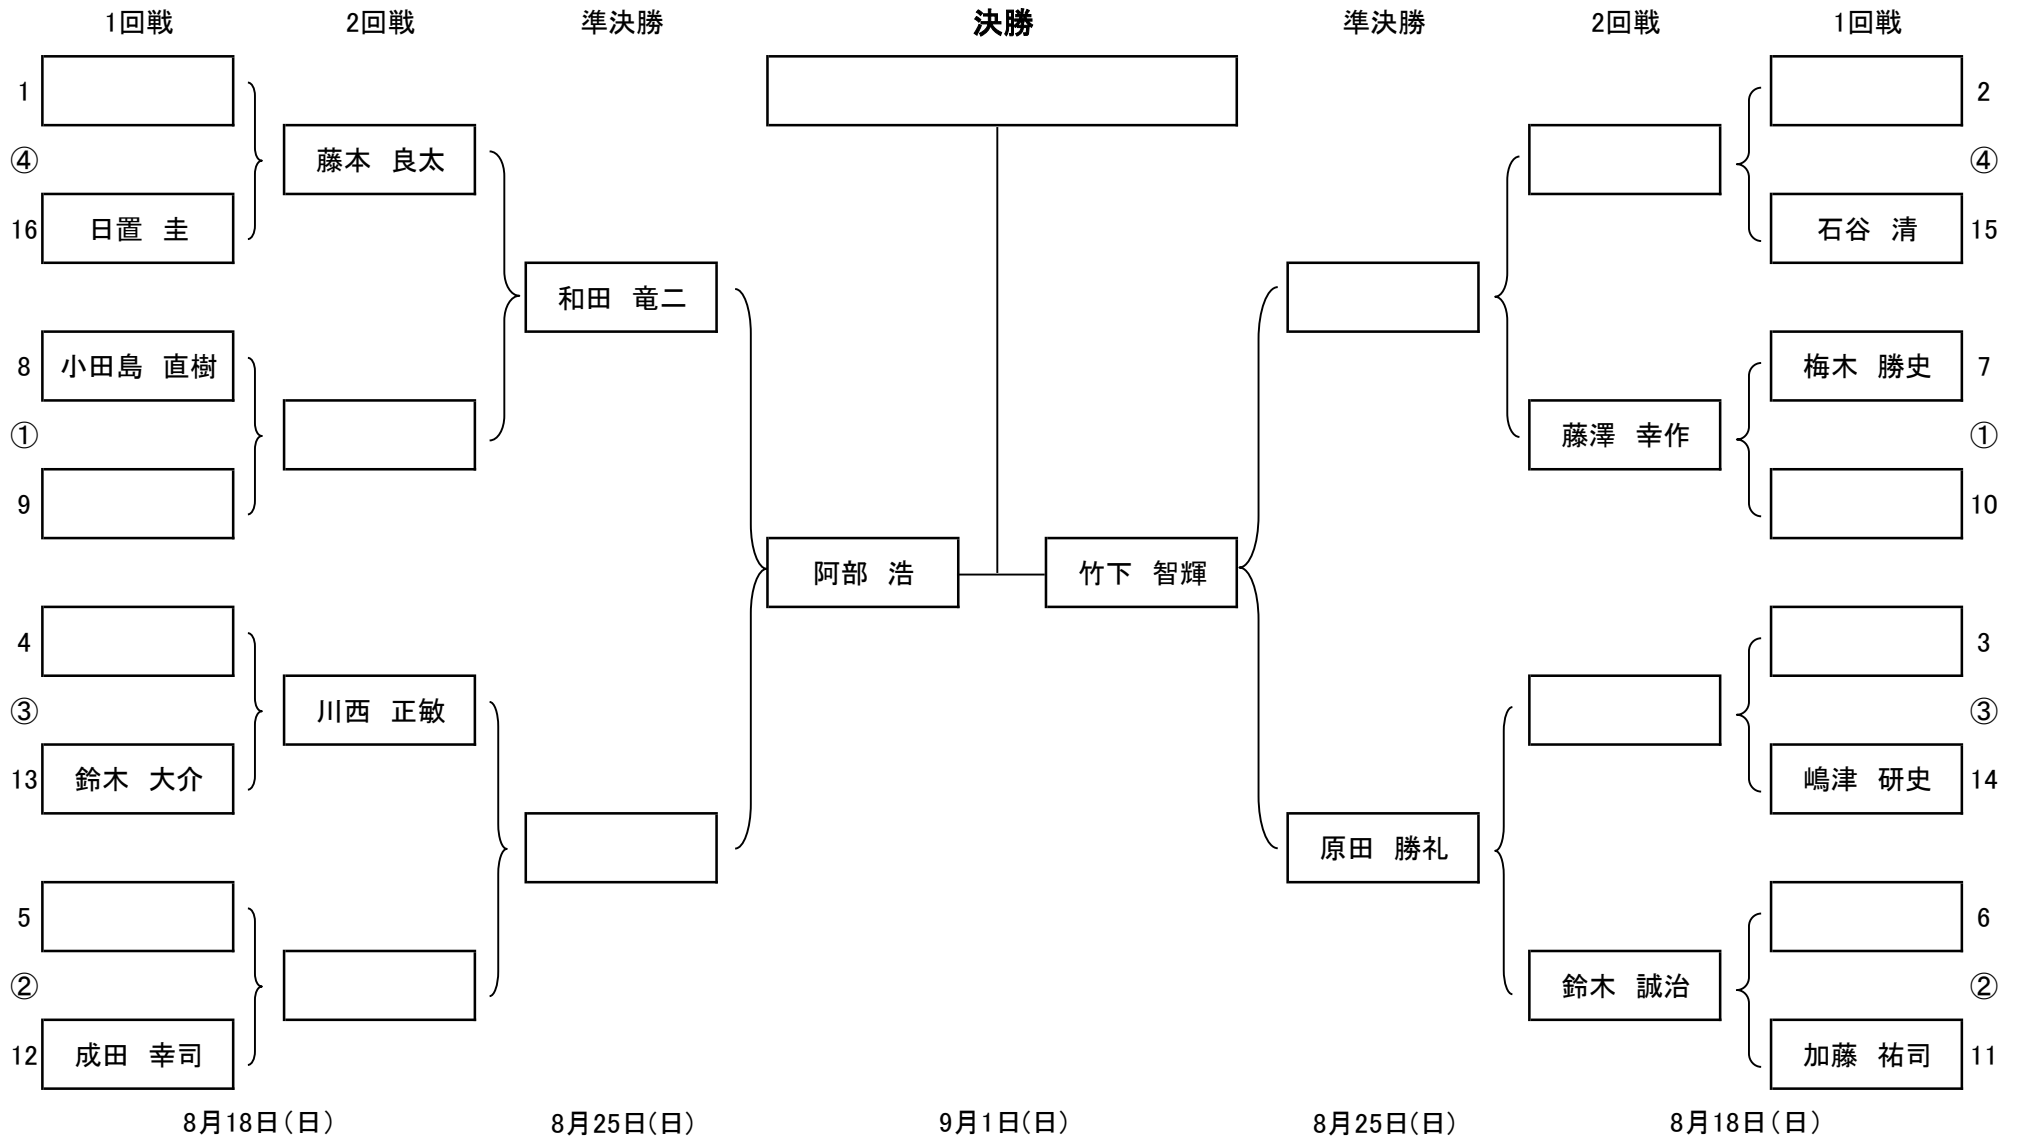 1回戦 2回戦 準決勝 決勝 準決勝 2回戦 1回戦
1 2
④ 藤本 良太 ④
16 日置 圭 石谷 清 15
和田 竜二
8 小田島 直樹 梅木 勝史 7
① 藤澤 幸作 ①
9 10
阿部 浩 竹下 智輝
4 3
③ 川西 正敏 ③
13 鈴木 大介 嶋津 研史 14
原田 勝礼
5 6
② 鈴木 誠治 ②
12 成田 幸司 加藤 祐司 11
8月18日(日) 8月25日(日) 9月1日(日) 8月25日(日) 8月18日(日)